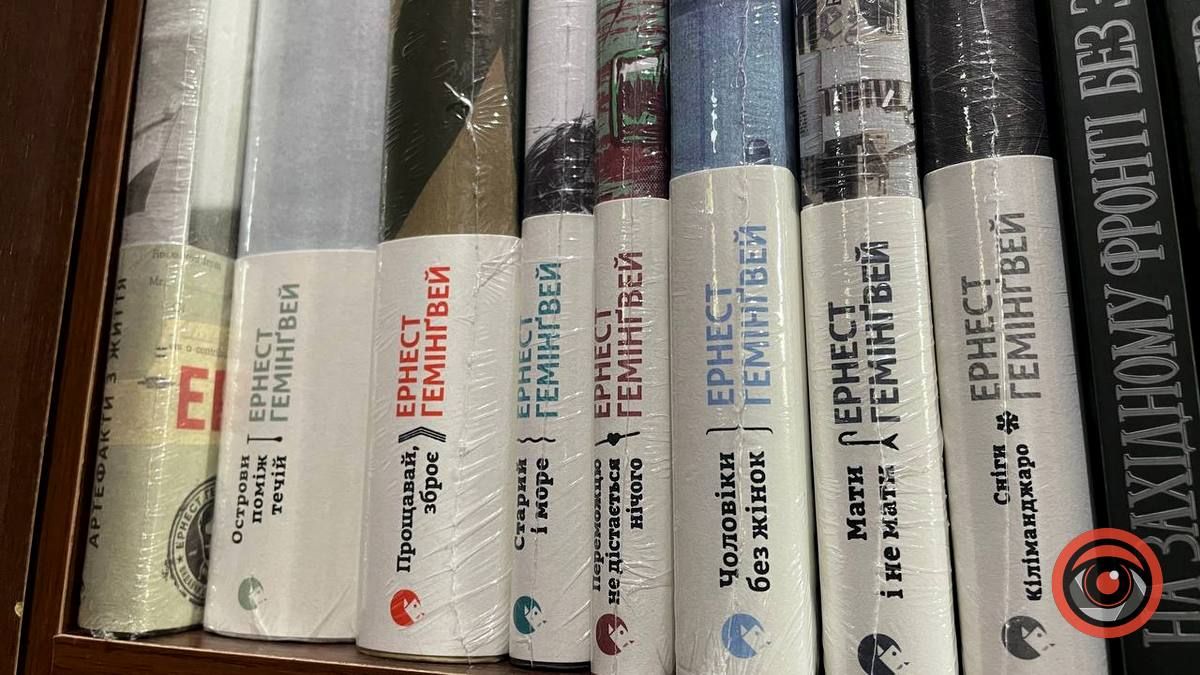 АРТЕФАКТИ З ЖИТТЯ
ЕРНЕСТ
Острови
поміж
течій
ЕРНЕСТ
ГЕМІНҐВЕЙ
Прощавай,
зброє
ЕРНЕСТ
ГЕМІНҐВЕЙ
Старий
і море
ЕРНЕСТ
ГЕМІНҐВЕЙ
Переможцю
не дістається
нічого
ЕРНЕСТ
ГЕМІНҐВЕЙ
Чоловіки
без жінок
ЕРНЕСТ
ГЕМІНҐВЕЙ
Мати
і не мати
ЕРНЕСТ
ГЕМІНҐВЕЙ
Сніги
Кіліманджаро
ЕРНЕСТ
ГЕМІНҐВЕЙ
НА ЗАХІДНОМУ ФРОНТІ БЕЗ